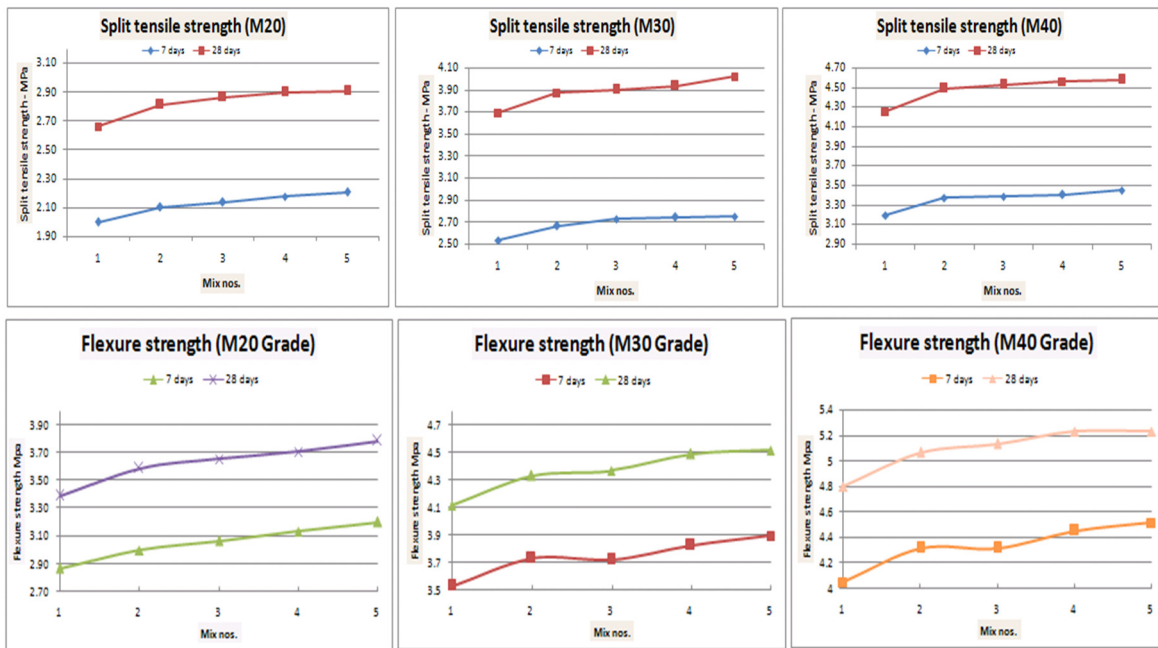 Split tensile strength (M20)
7 days 28 days
Split tensile strength - MPa
3.10
2.90
2.70
2.50
2.30
2.10
1.90
1 2 3 4 5
Mix nos.
Split tensile strength (M30)
7 days 28 days
Split tensile strength - MPa
4.10
3.90
3.70
3.50
3.30
3.10
2.90
2.70
2.50
1 2 3 4 5
Mix nos.
Split tensile strength (M40)
7 days 28 days
Split tensile strength - MPa
4.70
4.50
4.30
4.10
3.90
3.70
3.50
3.30
3.10
2.90
1 2 3 4 5
Mix nos.
Flexure strength (M20 Grade)
7 days 28 days
Flexure strength Mpa
3.90
3.70
3.50
3.30
3.10
2.90
2.70
1 2 3 4 5
Mix nos.
Flexure strength (M30 Grade)
7 days 28 days
Flexure strength Mpa
4.7
4.5
4.3
4.1
3.9
3.7
3.5
1 2 3 4 5
Mix nos.
Flexure strength (M40 Grade)
7 days 28 days
Flexure strength MPa
5.4
5.2
5
4.8
4.6
4.4
4.2
4
1 2 3 4 5
Mix nos.